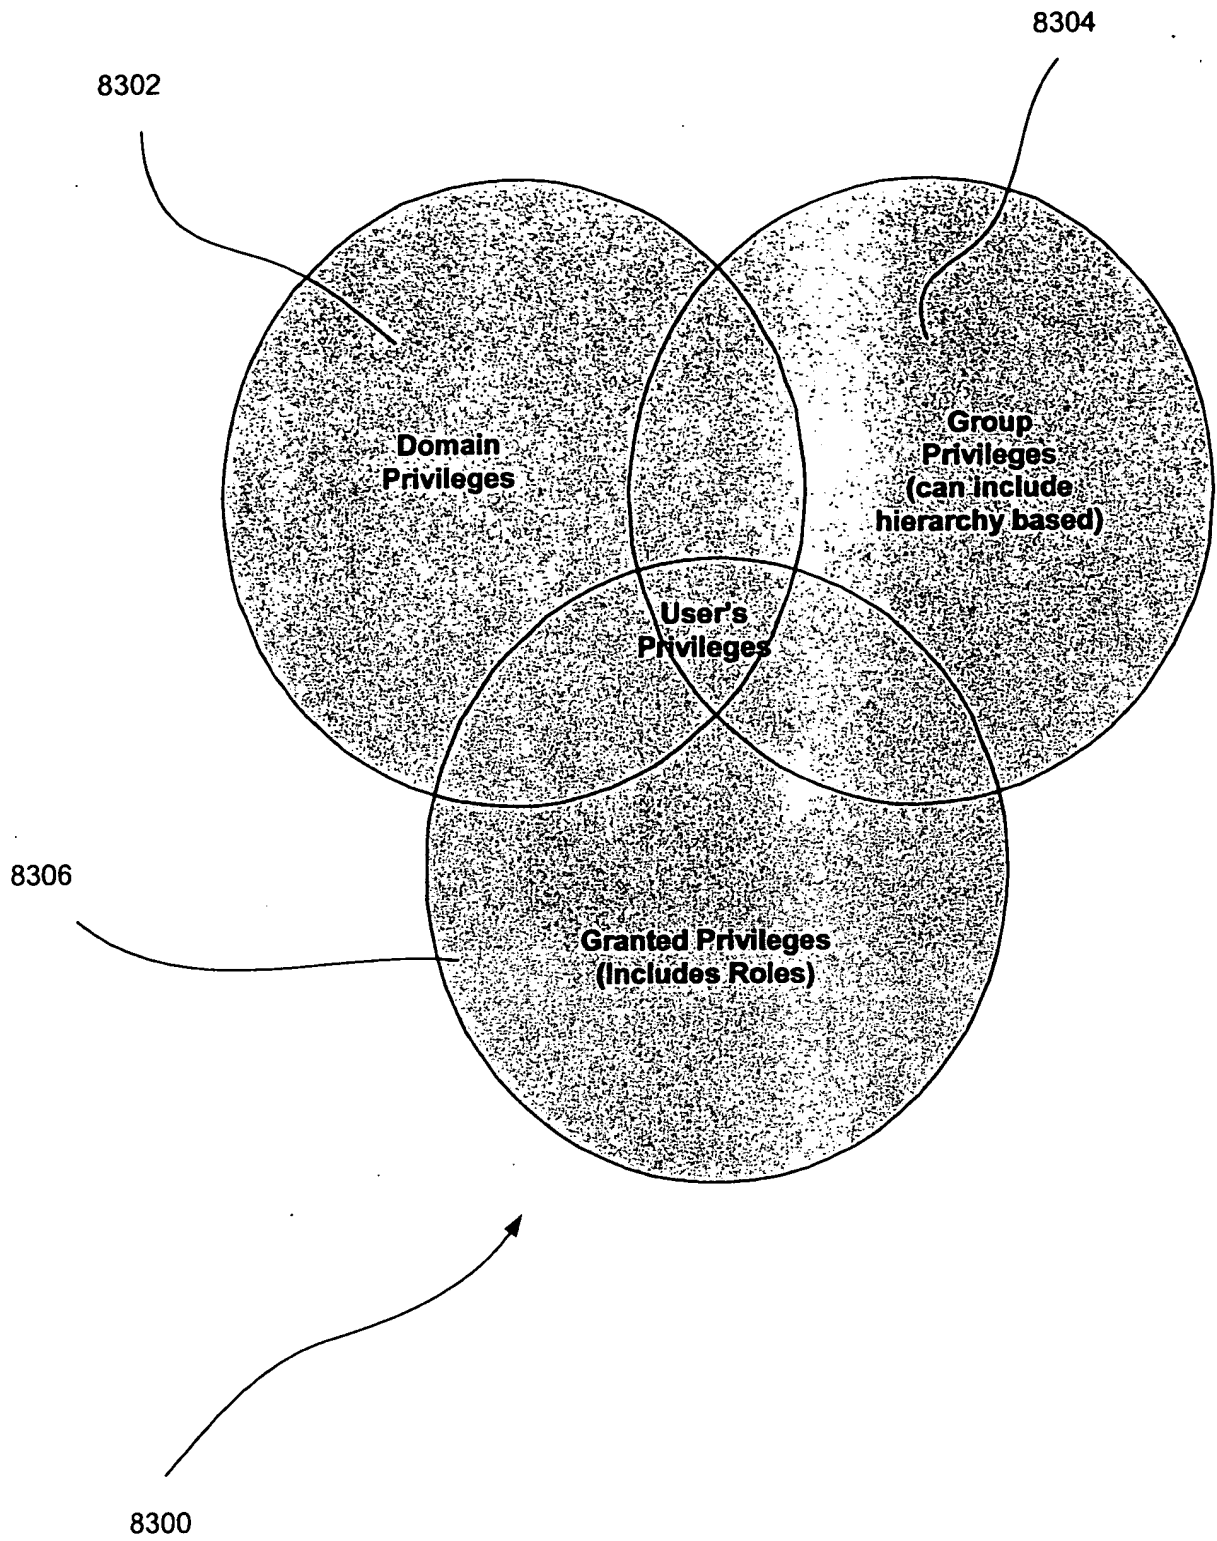 8304
8302
Domain
Privileges
Group
Privileges
(can include
hierarchy based)
User's
Privileges
8306
Granted Privileges
(Includes Roles)
8300